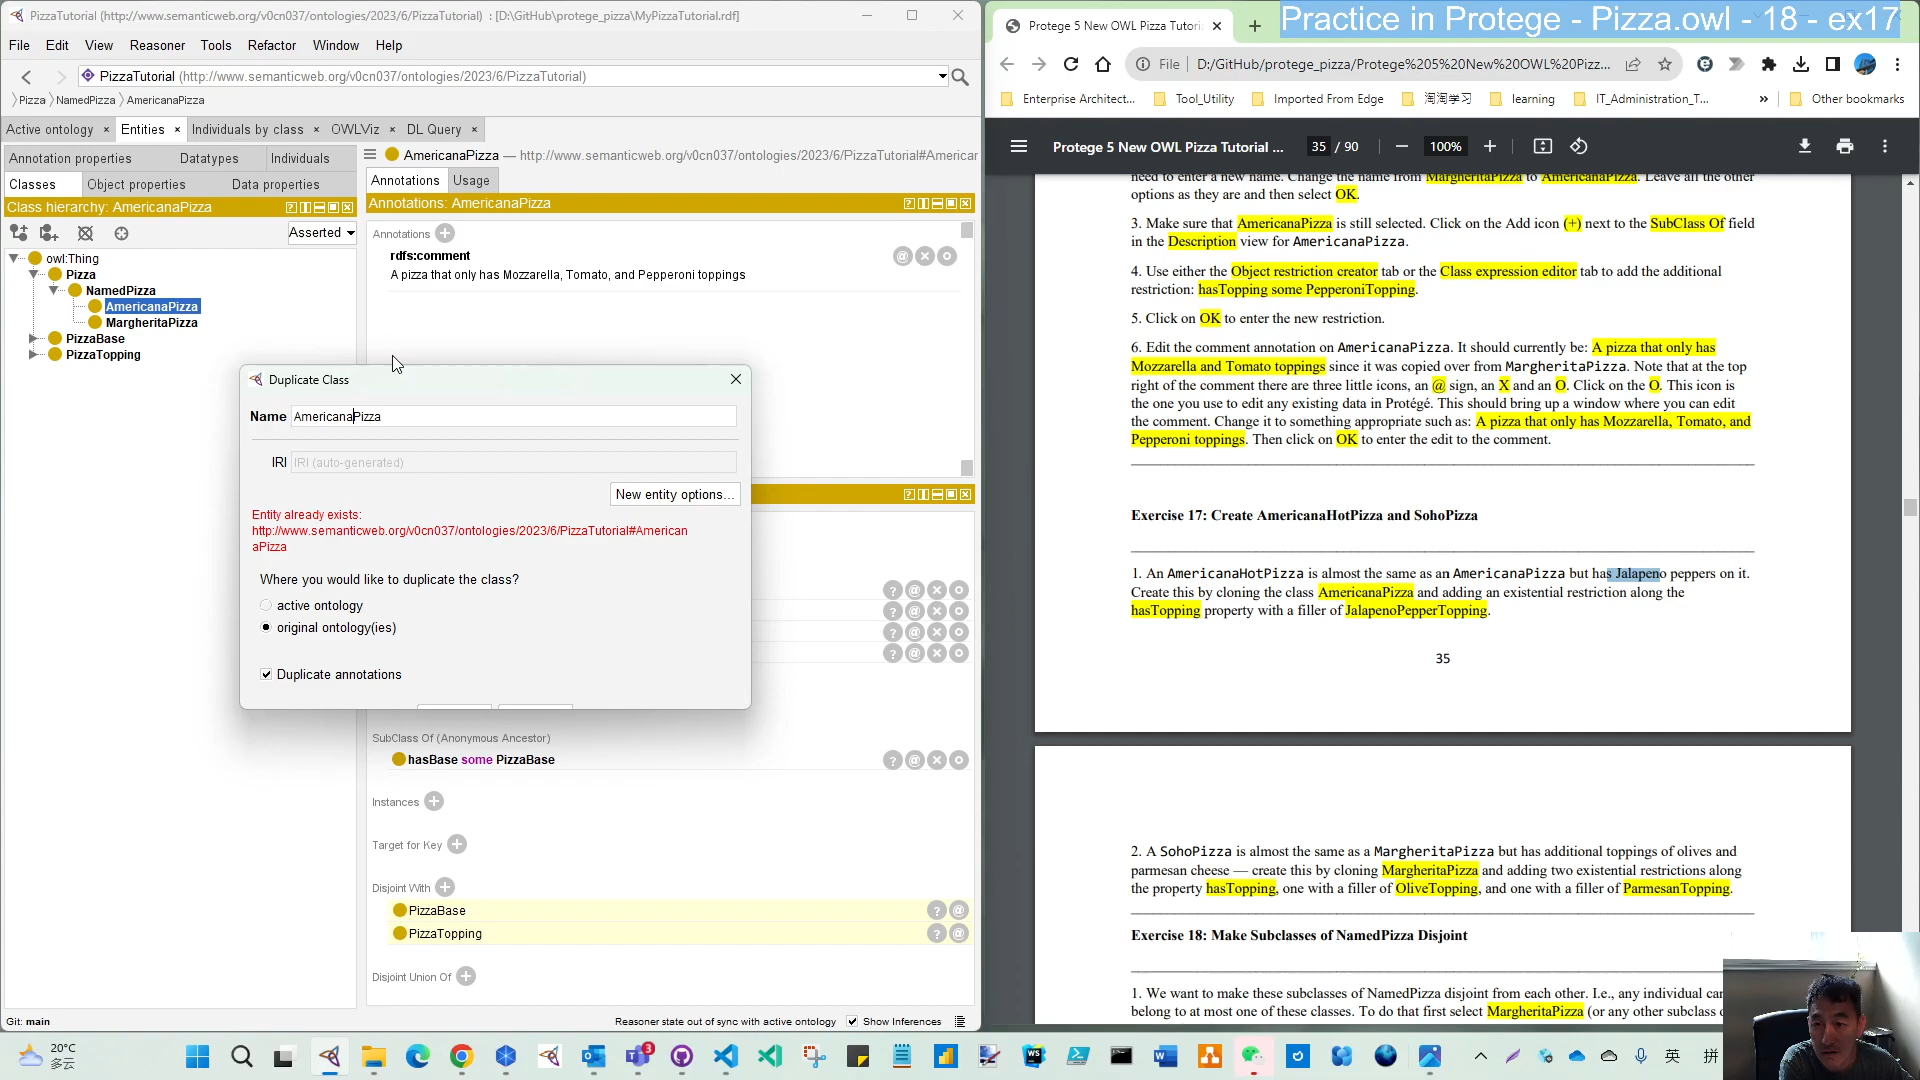 PizzaTutorial (http://www.semanticweb.org/v0cn037/ontologies/2023/6/PizzaTutorial) : [D:\GitHub\protege_pizza\MyPizzaTutorial.rdf]
File Edit View Reasoner Tools Refactor Window Help
PizzaTutorial (http://www.semanticweb.org/v0cn037/ontologies/2023/6/PizzaTutorial)
Pizza NamedPizza AmericanaPizza
Active ontology × Entities × Individuals by class × OWLViz × DL Query ×
Annotation properties Datatypes Individuals
Classes Object properties Data properties
Class hierarchy: AmericanaPizza
Asserted
owl:Thing
Pizza
NamedPizza
AmericanaPizza
MargheritaPizza
PizzaBase
PizzaTopping
AmericanaPizza — http://www.semanticweb.org/v0cn037/ontologies/2023/6/PizzaTutorial#Americar
Annotations Usage
Annotations: AmericanaPizza
Annotations
rdfs:comment
A pizza that only has Mozzarella, Tomato, and Pepperoni toppings
Duplicate Class
Name AmericanaPizza
IRI IRI (auto-generated)
New entity options...
Entity already exists:
http://www.semanticweb.org/v0cn037/ontologies/2023/6/PizzaTutorial#American
aPizza
Where you would like to duplicate the class?
active ontology
original ontology(ies)
Duplicate annotations
SubClass Of (Anonymous Ancestor)
hasBase some PizzaBase
Instances
Target for Key
Disjoint With
PizzaBase
PizzaTopping
Disjoint Union Of
Git: main
Reasoner state out of sync with active ontology Show Inferences
Practice in Protege - Pizza.owl - 18 - ex17
Protege 5 New OWL Pizza Tutori
File D:/GitHub/protege_pizza/Protege%205%20New%20OWL%20Pizz...
Enterprise Architect... Tool_Utility Imported From Edge 淘淘学习 learning IT_Administration_T... » Other bookmarks
Protege 5 New OWL Pizza Tutorial ... 35 / 90 100%
need to enter a new name. Change the name from MargheritaPizza to AmericanaPizza. Leave all the other
options as they are and then select OK.
3. Make sure that AmericanaPizza is still selected. Click on the Add icon (+) next to the SubClass Of field
in the Description view for AmericanaPizza.
4. Use either the Object restriction creator tab or the Class expression editor tab to add the additional
restriction: hasTopping some PepperoniTopping.
5. Click on OK to enter the new restriction.
6. Edit the comment annotation on AmericanaPizza. It should currently be: A pizza that only has
Mozzarella and Tomato toppings since it was copied over from MargheritaPizza. Note that at the top
right of the comment there are three little icons, an @ sign, an X and an O. Click on the O. This icon is
the one you use to edit any existing data in Protégé. This should bring up a window where you can edit
the comment. Change it to something appropriate such as: A pizza that only has Mozzarella, Tomato, and
Pepperoni toppings. Then click on OK to enter the edit to the comment.
Exercise 17: Create AmericanaHotPizza and SohoPizza
1. An AmericanaHotPizza is almost the same as an AmericanaPizza but has Jalapeno peppers on it.
Create this by cloning the class AmericanaPizza and adding an existential restriction along the
hasTopping property with a filler of JalapenoPepperTopping.
35
2. A SohoPizza is almost the same as a MargheritaPizza but has additional toppings of olives and
parmesan cheese — create this by cloning MargheritaPizza and adding two existential restrictions along
the property hasTopping, one with a filler of OliveTopping, and one with a filler of ParmesanTopping.
Exercise 18: Make Subclasses of NamedPizza Disjoint
1. We want to make these subclasses of NamedPizza disjoint from each other. I.e., any individual can
belong to at most one of these classes. To do that first select MargheritaPizza (or any other subclass o
20°C
多云
3
英 拼